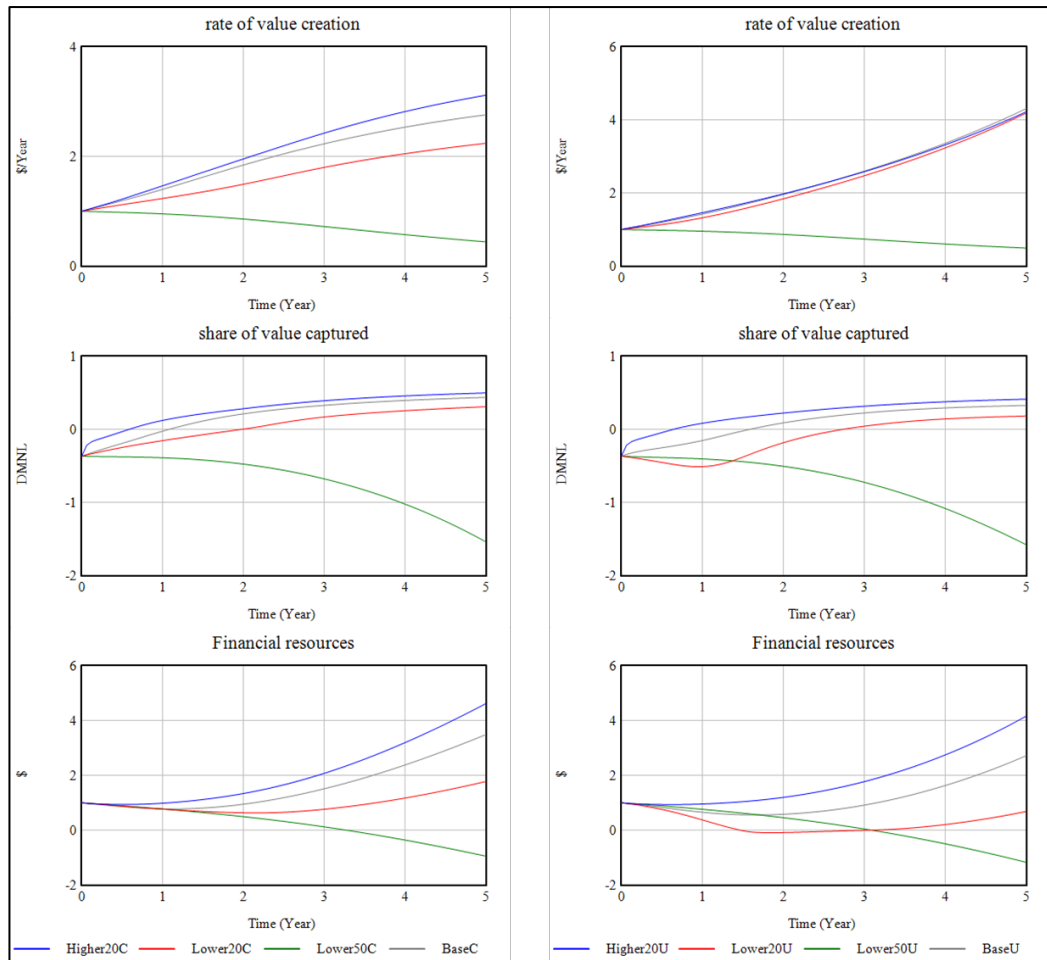 rate of value creation
4
2
0
$/Year
0 1 2 3 4 5
Time (Year)
share of value captured
1
0
-1
-2
DMNL
0 1 2 3 4 5
Time (Year)
Financial resources
6
4
2
0
-2
$
0 1 2 3 4 5
Time (Year)
Higher20C Lower20C Lower50C BaseC
rate of value creation
6
4
2
0
$/Year
0 1 2 3 4 5
Time (Year)
share of value captured
1
0
-1
-2
DMNL
0 1 2 3 4 5
Time (Year)
Financial resources
6
4
2
0
-2
$
0 1 2 3 4 5
Time (Year)
Higher20U Lower20U Lower50U BaseU